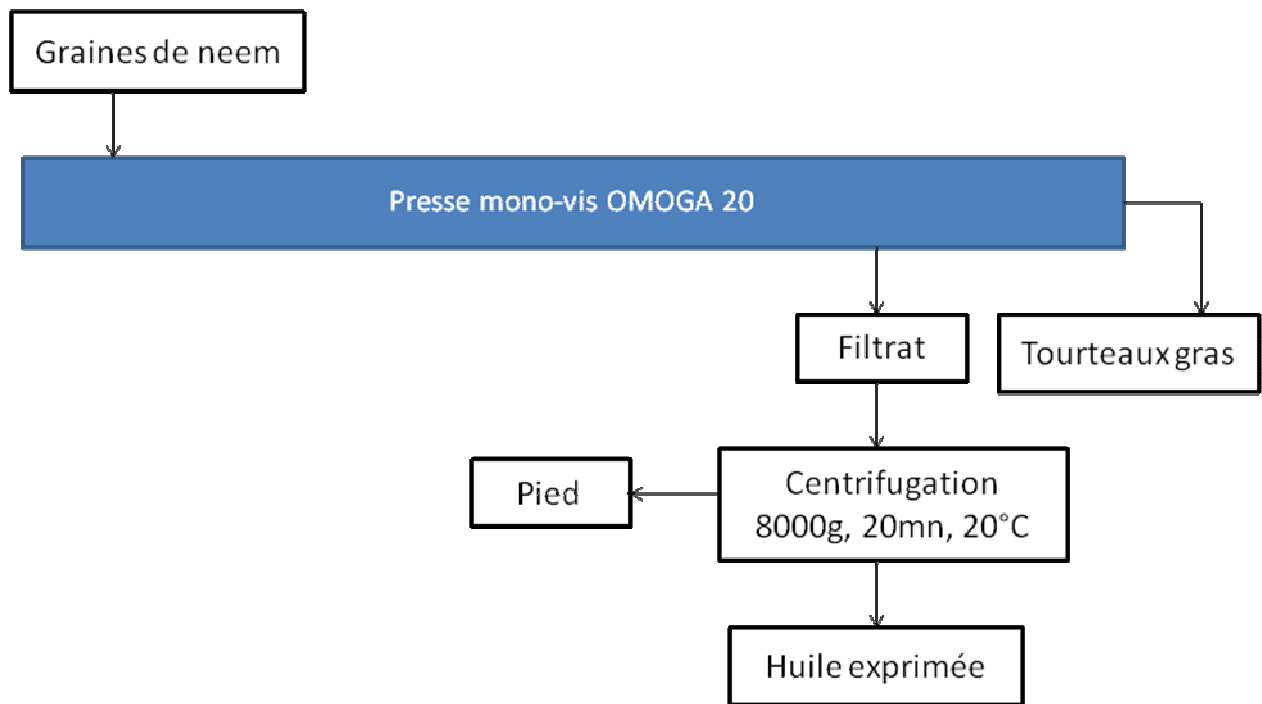 Graines de neem
Presse mono-vis OMOGA 20
Filtrat
Tourteaux gras
Pied
Centrifugation
8000g, 20mn, 20°C
Huile exprimée